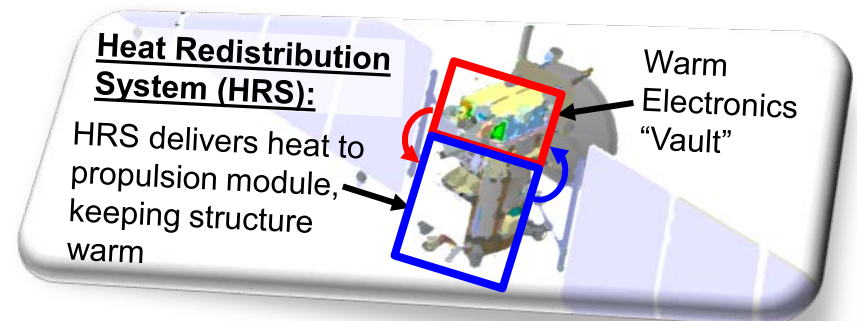 Heat Redistribution
System (HRS):
HRS delivers heat to
propulsion module,
keeping structure
warm
Warm
Electronics
“Vault”